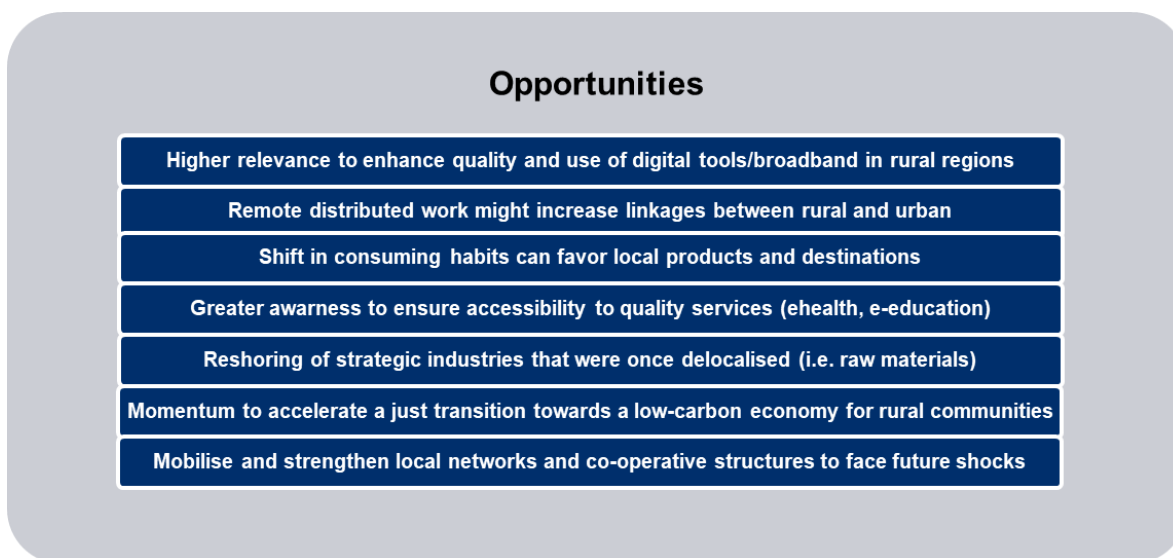 Opportunities
Higher relevance to enhance quality and use of digital tools/broadband in rural regions
Remote distributed work might increase linkages between rural and urban
Shift in consuming habits can favor local products and destinations
Greater awarness to ensure accessibility to quality services (ehealth, e-education)
Reshoring of strategic industries that were once delocalised (i.e. raw materials)
Momentum to accelerate a just transition towards a low-carbon economy for rural communities
Mobilise and strengthen local networks and co-operative structures to face future shocks